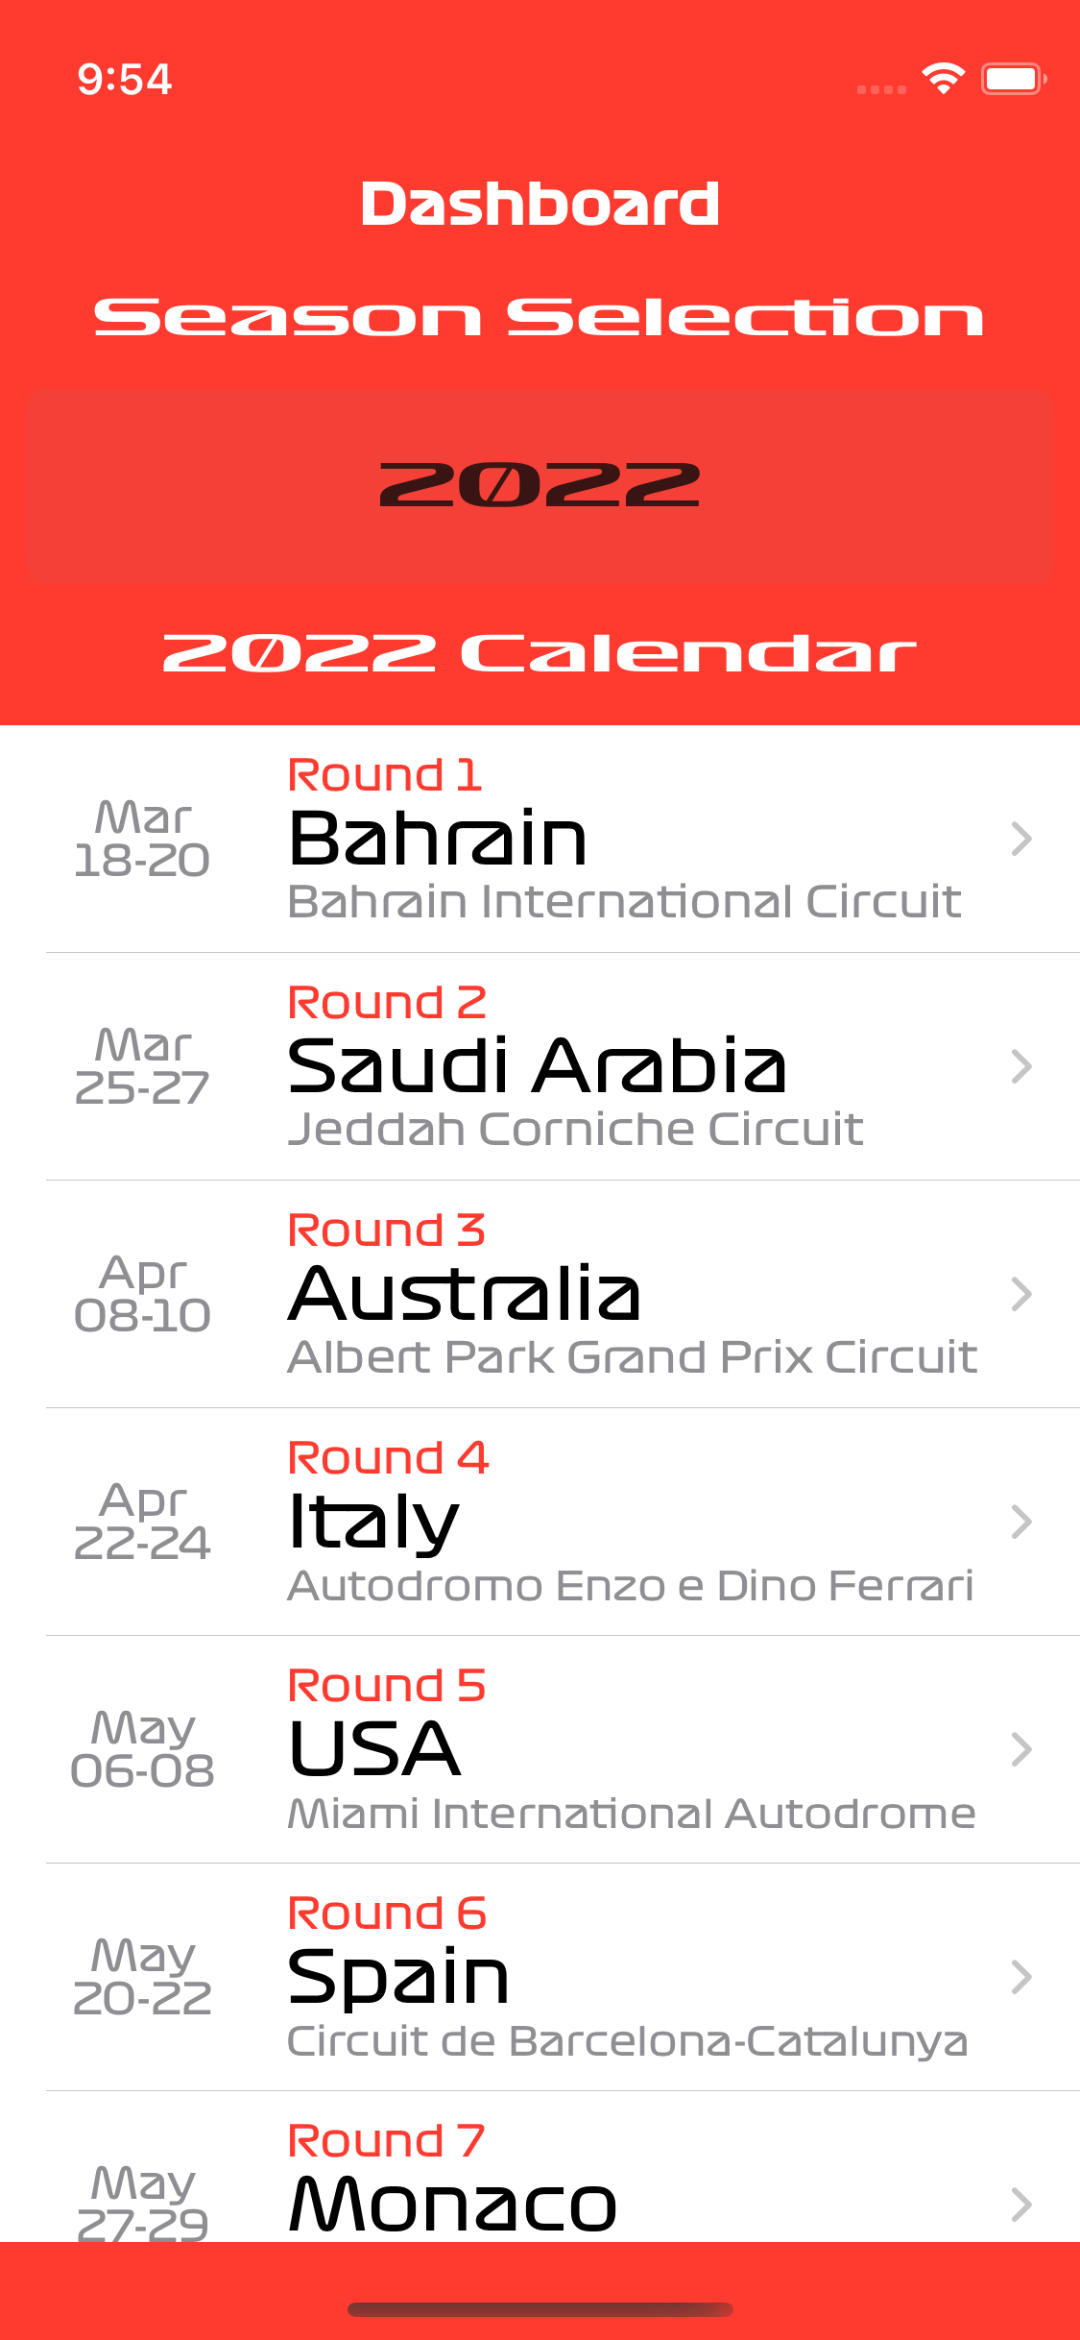 9:54
Dashboard
Season Selection
2022
2022 Calendar
Round 1
Mar
18-20
Bahrain
Bahrain International Circuit
Round 2
Mar
25-27
Saudi Arabia
Jeddah Corniche Circuit
Round 3
Apr
08-10
Australia
Albert Park Grand Prix Circuit
Round 4
Apr
22-24
Italy
Autodromo Enzo e Dino Ferrari
Round 5
May
06-08
USA
Miami International Autodrome
Round 6
May
20-22
Spain
Circuit de Barcelona-Catalunya
Round 7
May
27-29
Monaco